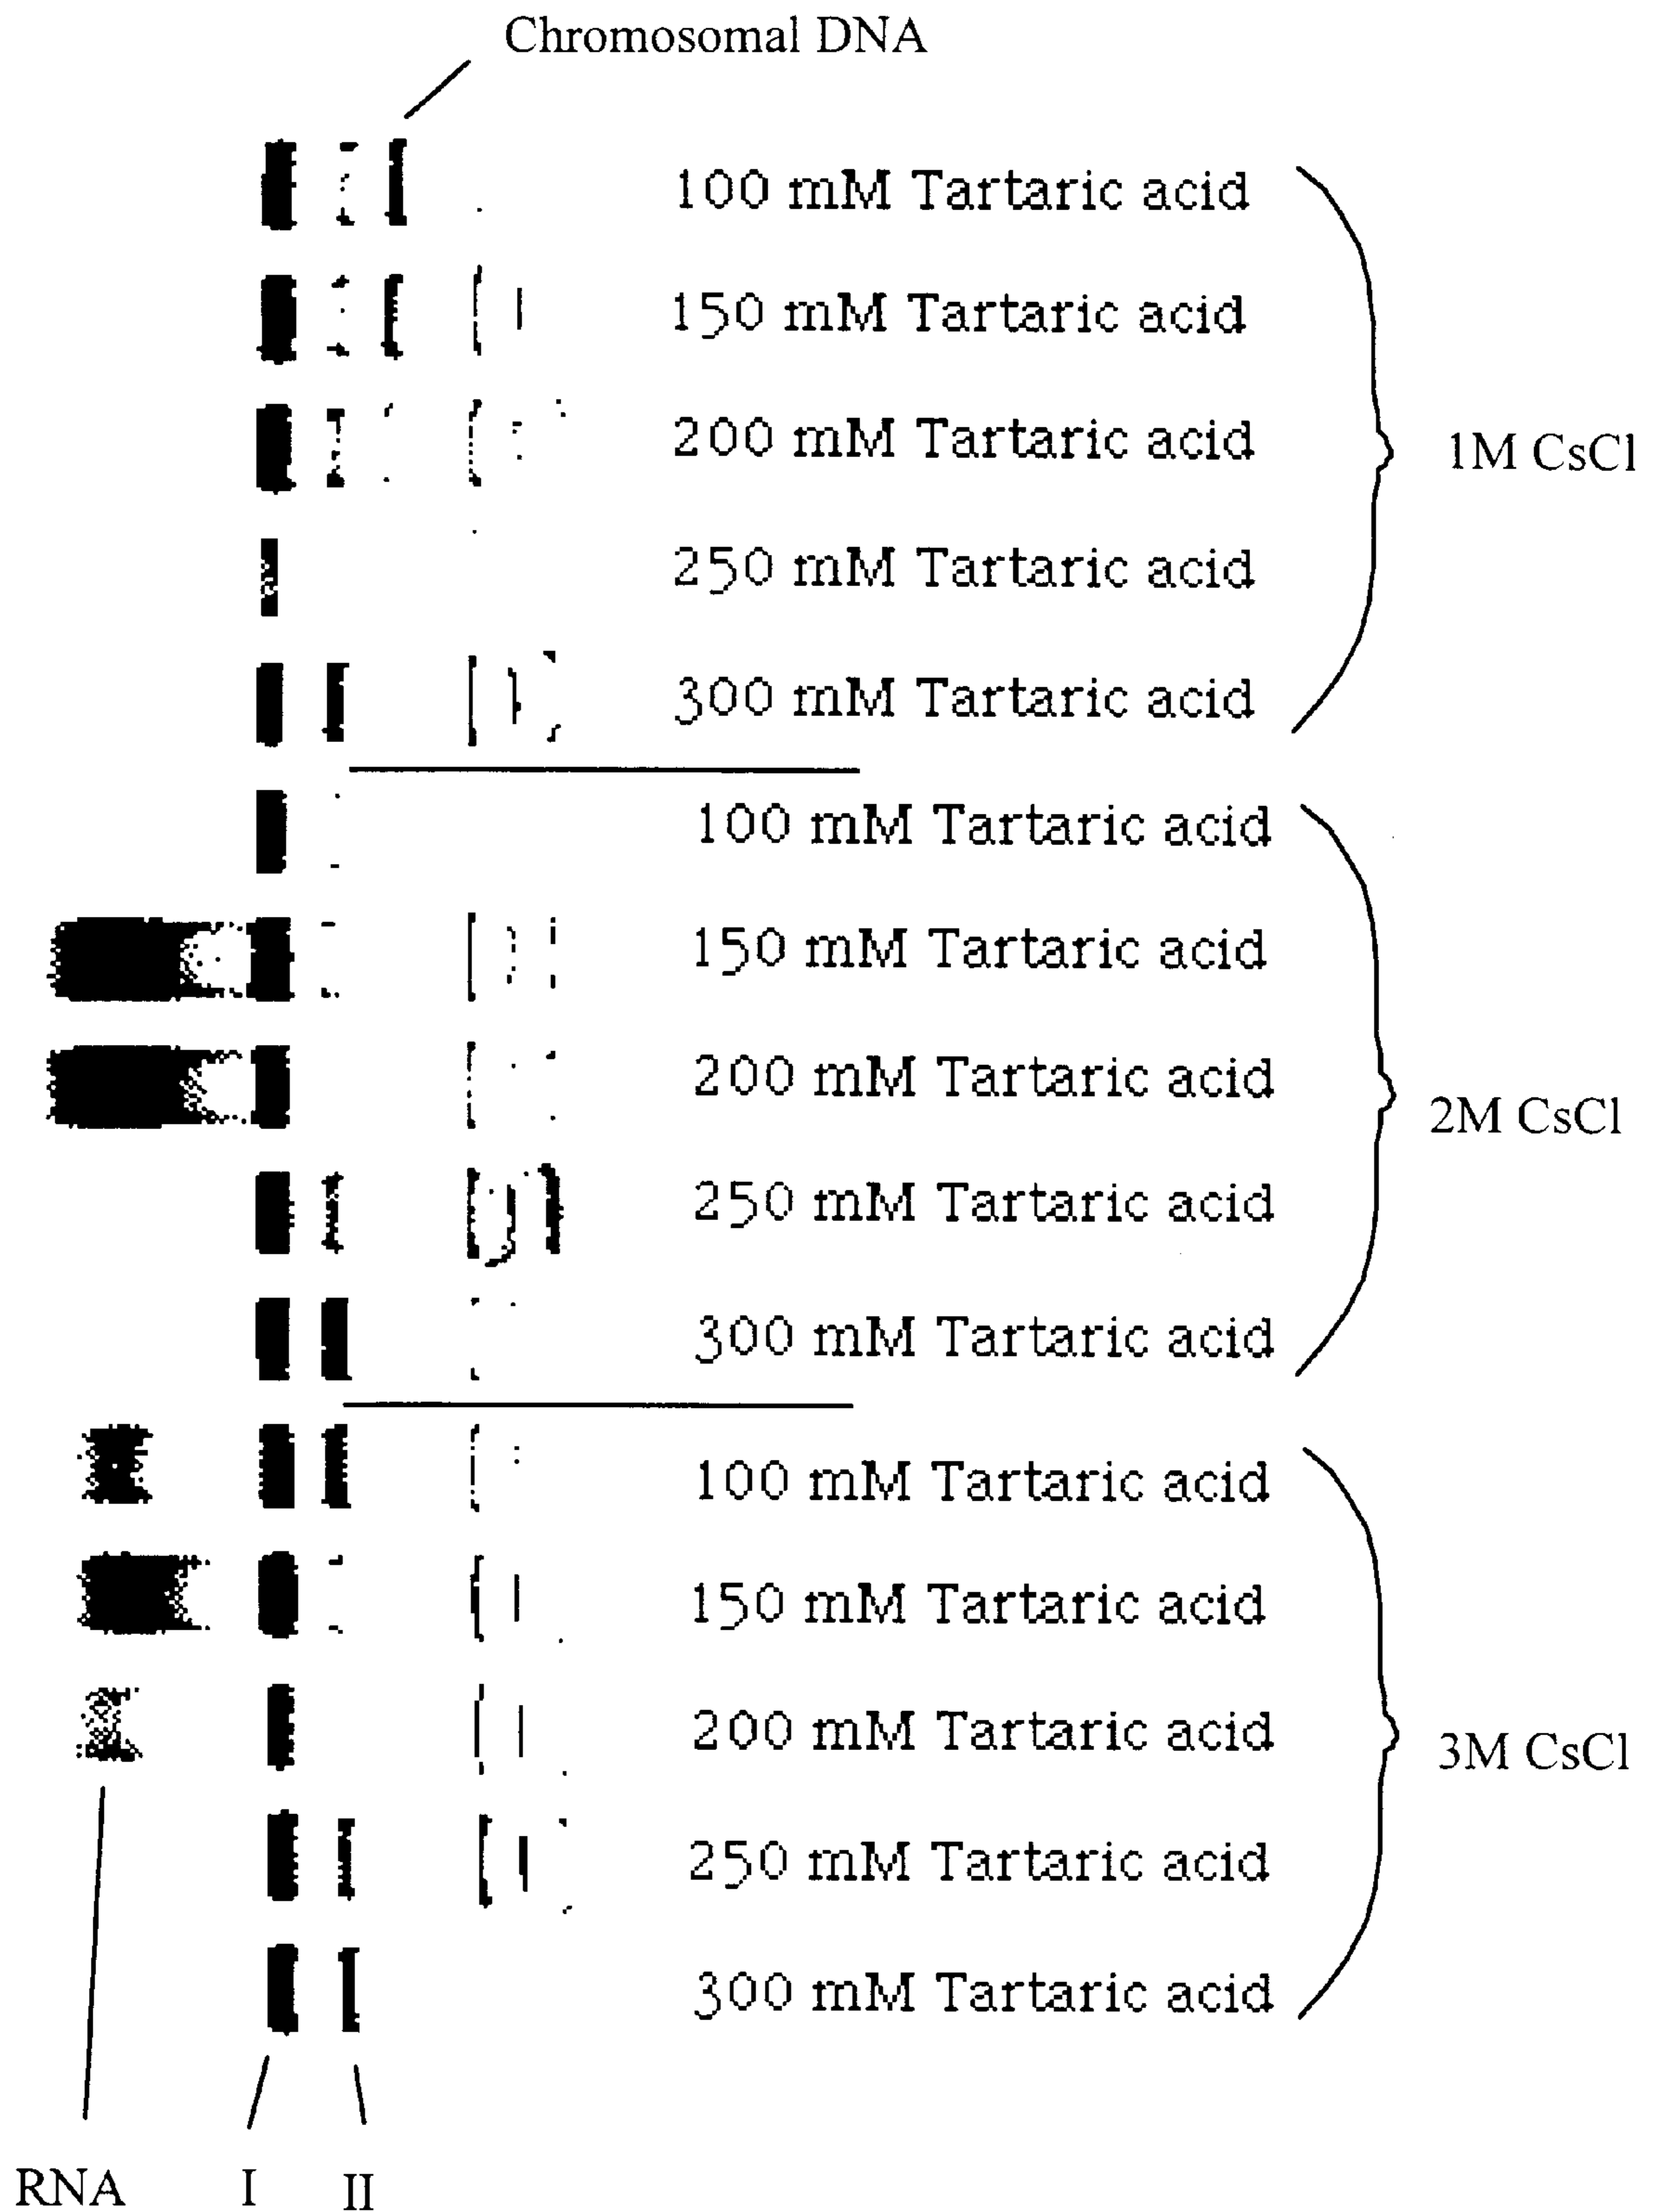 Chromosomal DNA
100 mM Tartaric acid
150 mM Tartaric acid
200 mM Tartaric acid
250 mM Tartaric acid
300 mM Tartaric acid
1M CsCl
100 mM Tartaric acid
150 mM Tartaric acid
200 mM Tartaric acid
250 mM Tartaric acid
300 mM Tartaric acid
2M CsCl
100 mM Tartaric acid
150 mM Tartaric acid
200 mM Tartaric acid
250 mM Tartaric acid
300 mM Tartaric acid
3M CsCl
RNA I II